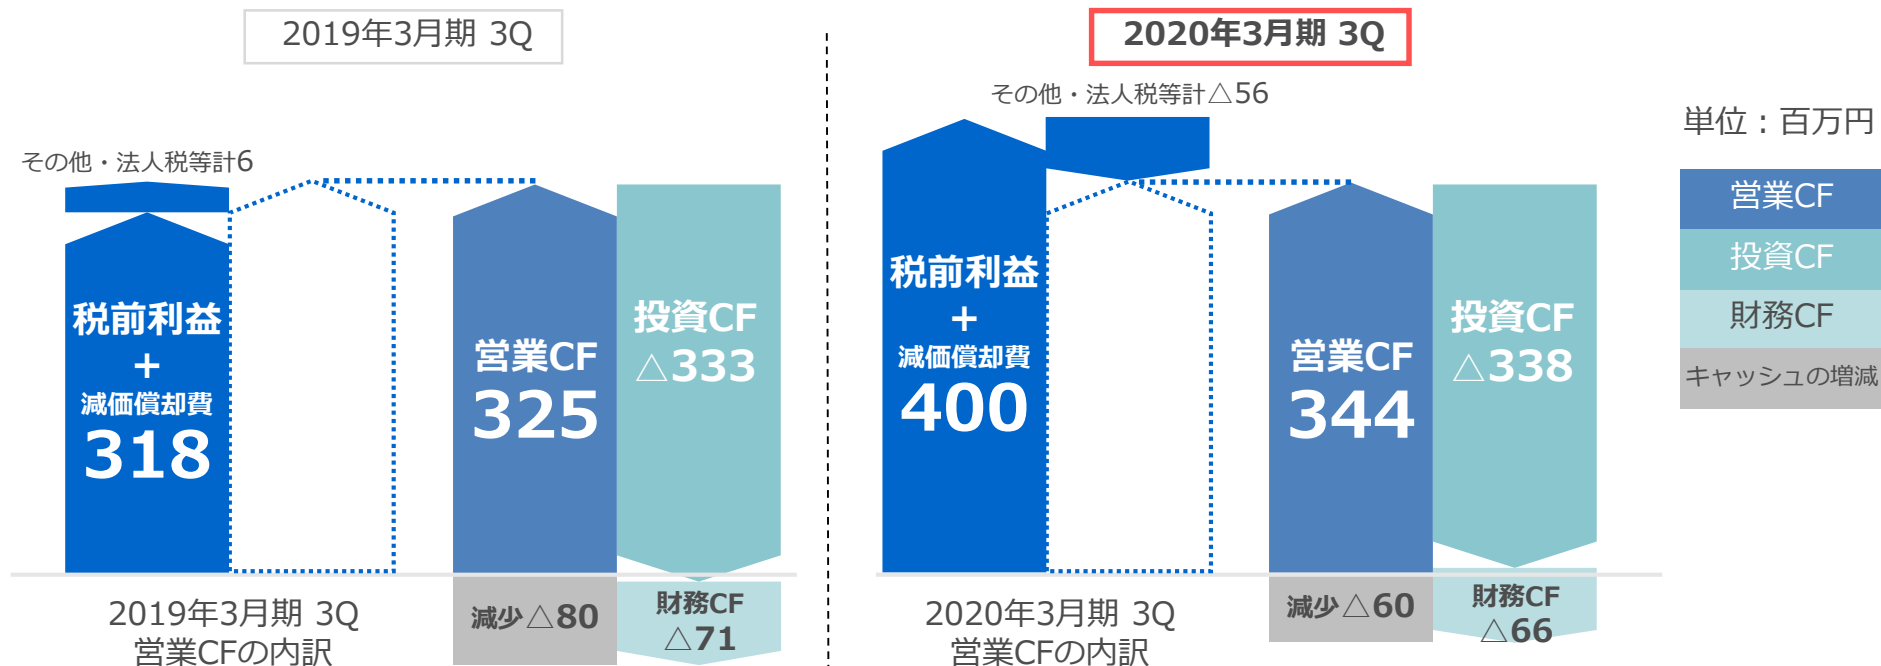 2019年3月期 3Q
その他・法人税等計6
税前利益
+
減価償却費
318
営業CF
325
投資CF
△333
減少△80
財務CF
△71
2019年3月期 3Q
営業CFの内訳
2020年3月期 3Q
その他・法人税等計△56
税前利益
+
減価償却費
400
営業CF
344
投資CF
△338
減少△60
財務CF
△66
2020年3月期 3Q
営業CFの内訳
単位：百万円
営業CF
投資CF
財務CF
キャッシュの増減